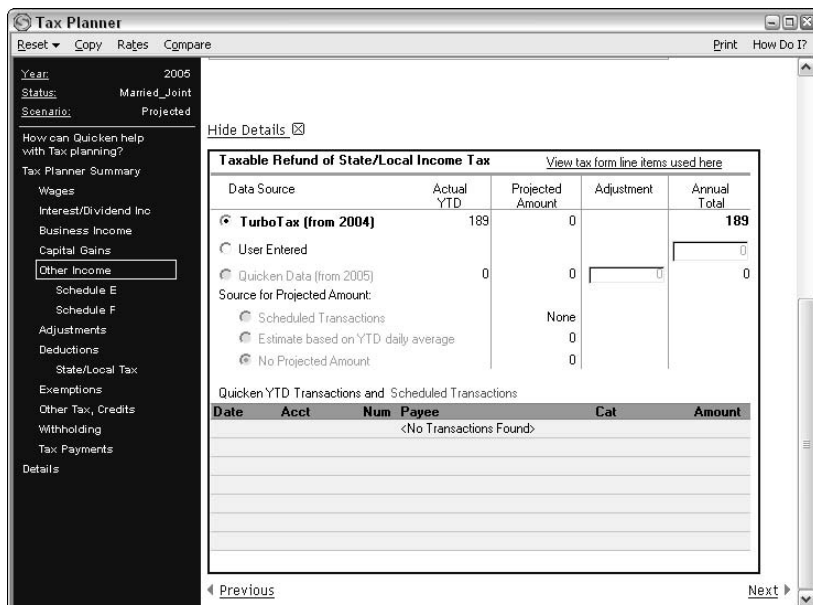 Tax Planner
Reset Copy Rates Compare Print How Do I?
Year: 2005
Status: Married_Joint
Scenario: Projected
How can Quicken help
with Tax planning?
Tax Planner Summary
Wages
Interest/Dividend Inc
Business Income
Capital Gains
Other Income
Schedule E
Schedule F
Adjustments
Deductions
State/Local Tax
Exemptions
Other Tax, Credits
Withholding
Tax Payments
Details
Hide Details
Taxable Refund of State/Local Income Tax View tax form line items used here
Data Source Actual YTD Projected Amount Adjustment Annual Total
TurboTax (from 2004) 189 0 189
User Entered 0
Quicken Data (from 2005) 0 0 0 0
Source for Projected Amount:
Scheduled Transactions None
Estimate based on YTD daily average 0
No Projected Amount 0
Quicken YTD Transactions and Scheduled Transactions
Date Acct Num Payee Cat Amount
<No Transactions Found>
Previous Next